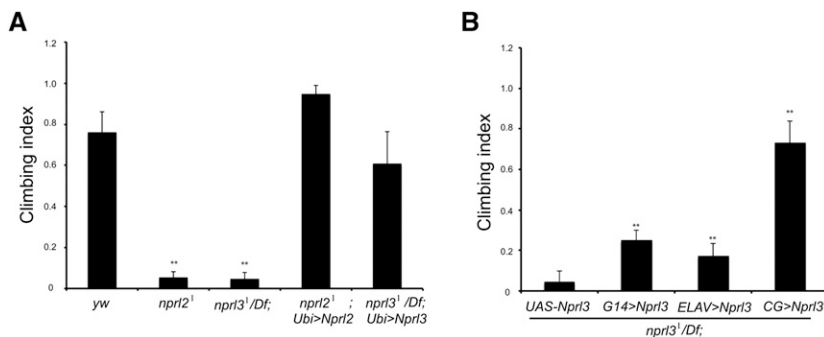 A
Climbing index
1.2
1.0
0.8
0.6
0.4
0.2
0
**
**
yw
nprl2¹
nprl3¹/Df;
nprl2¹ ;
Ubi>Nprl2
nprl3¹/Df;
Ubi>Nprl3
B
Climbing index
1.2
1.0
0.8
0.6
0.4
0.2
0
**
**
**
UAS-Nprl3
G14>Nprl3
ELAV>Nprl3
CG>Nprl3
nprl3¹/Df;